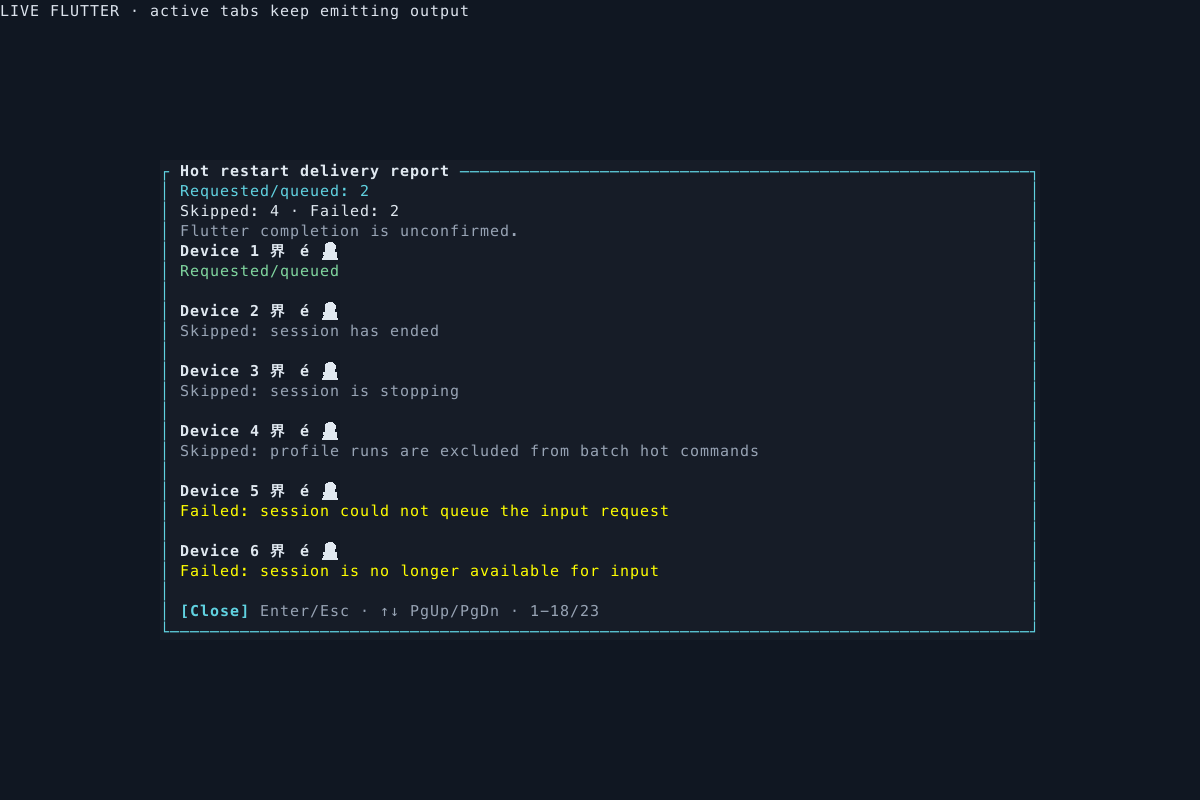 LIVE FLUTTER · active tabs keep emitting output
Hot restart delivery report
Requested/queued: 2
Skipped: 4 · Failed: 2
Flutter completion is unconfirmed.
Device 1 界 é 👤
Requested/queued
Device 2 界 é 👤
Skipped: session has ended
Device 3 界 é 👤
Skipped: session is stopping
Device 4 界 é 👤
Skipped: profile runs are excluded from batch hot commands
Device 5 界 é 👤
Failed: session could not queue the input request
Device 6 界 é 👤
Failed: session is no longer available for input
[Close] Enter/Esc · ↑↓ PgUp/PgDn · 1–18/23